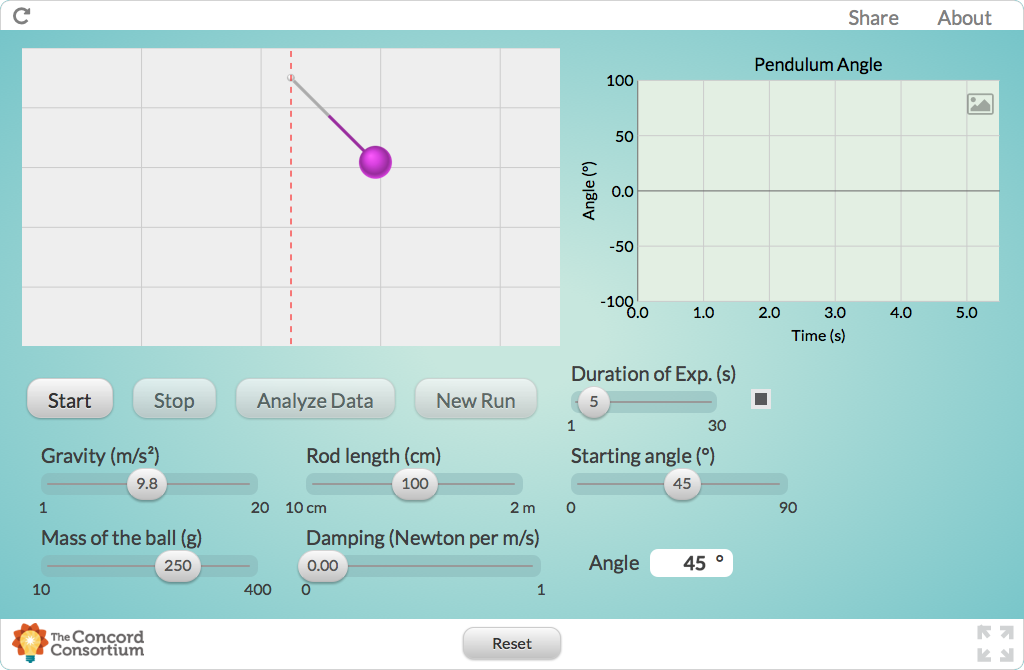 Share About
Pendulum Angle
100
50
0.0
-50
-100
Angle (°)
0.0 1.0 2.0 3.0 4.0 5.0
Time (s)
Start Stop Analyze Data New Run
Duration of Exp. (s)
5
1 30
Gravity (m/s²) Rod length (cm) Starting angle (°)
9.8 100 45
1 20 10 cm 2 m 0 90
Mass of the ball (g) Damping (Newton per m/s)
250 0.00
10 400 0 1
Angle 45 °
The Concord
Consortium
Reset